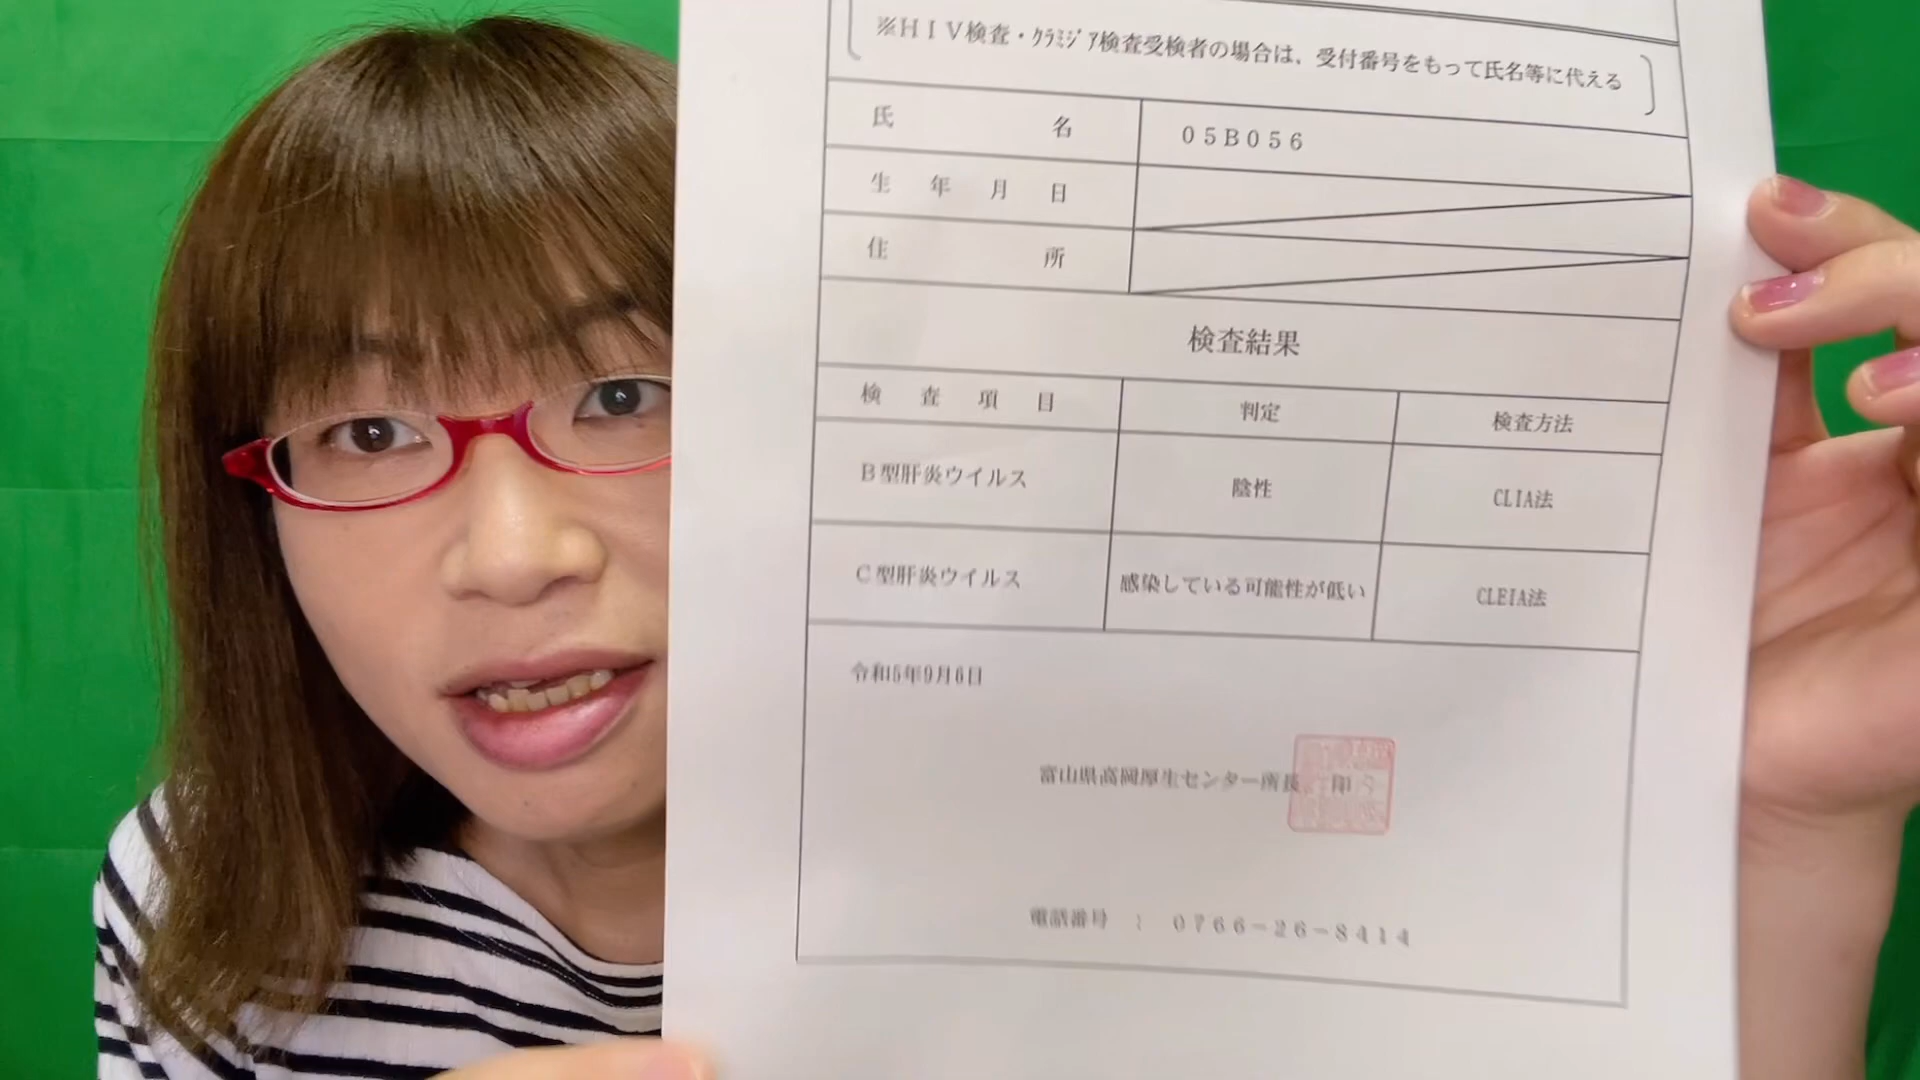 ※ＨＩＶ検査・ｸﾗﾐｼﾞｱ検査受検者の場合は、受付番号をもって氏名等に代える
氏名 ０５Ｂ０５６
生年月日
住所
検査結果
検査項目 判定 検査方法
Ｂ型肝炎ウイルス 陰性 CLIA法
Ｃ型肝炎ウイルス 感染している可能性が低い CLEIA法
令和5年9月6日
富山県高岡厚生センター所長 印
電話番号 ： ０７６６－２６－８４１４